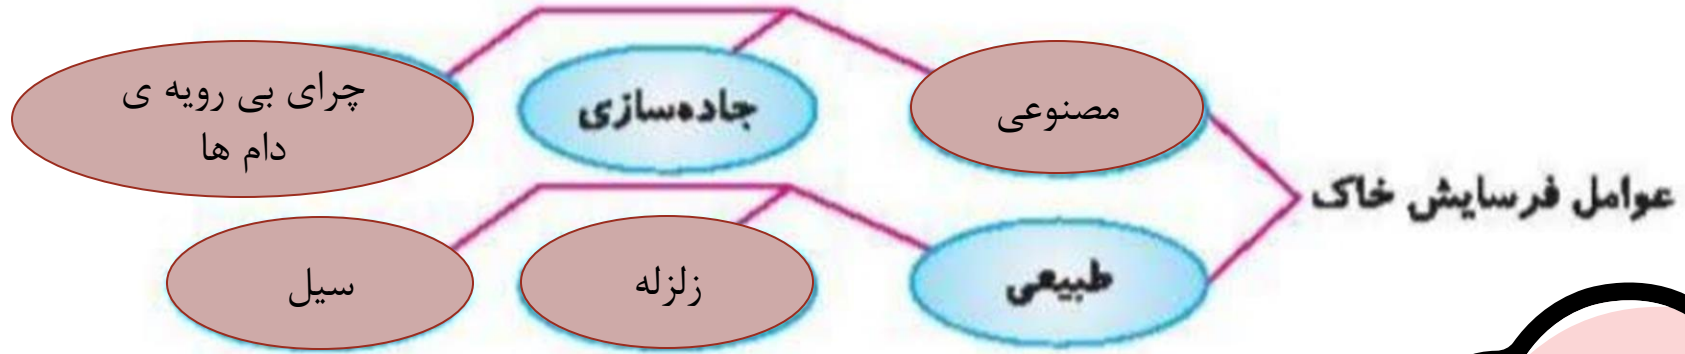 عوامل فرسایش خاک
مصنوعی
جاده‌سازی
چرای بی رویه ی
دام ها
طبیعی
زلزله
سیل